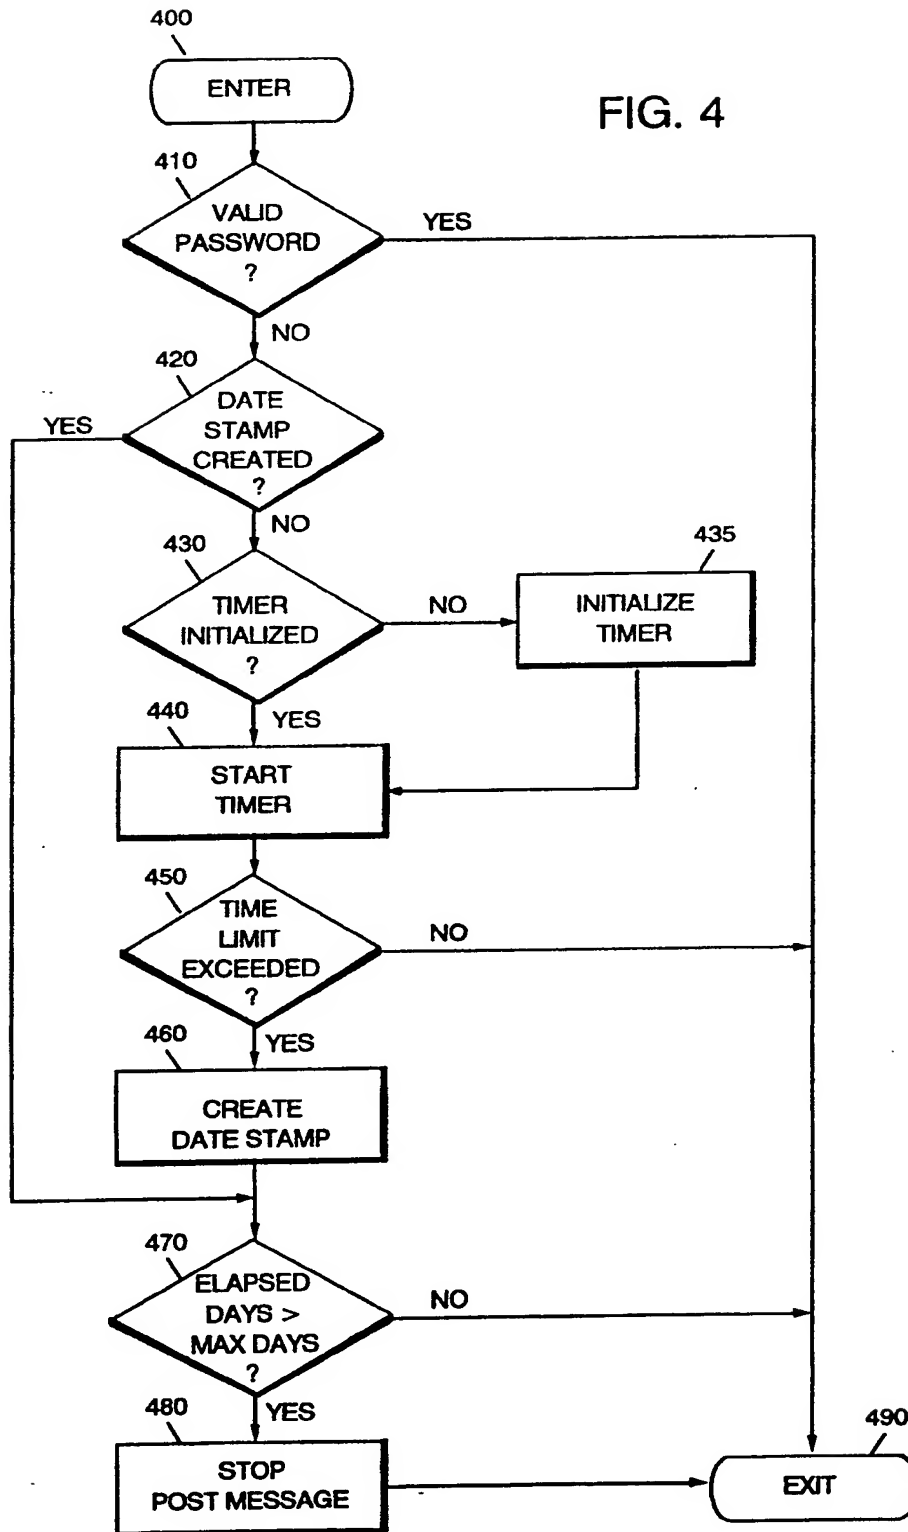 400
ENTER
FIG. 4
410
VALID
PASSWORD
?
YES
NO
420
DATE
STAMP
CREATED
?
YES
NO
430
TIMER
INITIALIZED
?
NO
435
INITIALIZE
TIMER
YES
440
START
TIMER
450
TIME
LIMIT
EXCEEDED
?
NO
YES
460
CREATE
DATE STAMP
470
ELAPSED
DAYS >
MAX DAYS
?
NO
YES
480
STOP
POST MESSAGE
490
EXIT